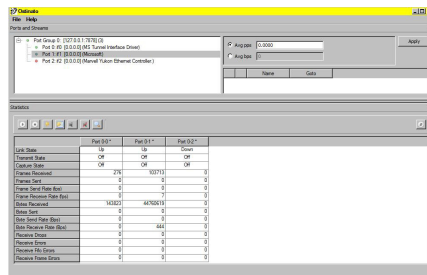 Ostinato
File Help
Ports and Streams
Port Group 0: [127.0.0.1:7878] (3)
Port 0: if0 [0.0.0.0] (MS Tunnel Interface Driver)
Port 1: if1 [0.0.0.0] (Microsoft)
Port 2: if2 [0.0.0.0] (Marvell Yukon Ethernet Controller.)
Avg pps 0.0000
Avg bps 0
Apply
Name Goto
Statistics
Port 0-0 * Port 0-1 * Port 0-2 *
Link State Up Up Down
Transmit State Off Off Off
Capture State Off Off Off
Frames Received 276 103713 0
Frames Sent 0 0 0
Frame Send Rate (fps) 0 0 0
Frame Receive Rate (fps) 0 7 0
Bytes Received 143823 44760619 0
Bytes Sent 0 0 0
Byte Send Rate (Bps) 0 0 0
Byte Receive Rate (Bps) 0 444 0
Receive Drops 0 0 0
Receive Errors 0 0 0
Receive Fifo Errors 0 0 0
Receive Frame Errors 0 0 0